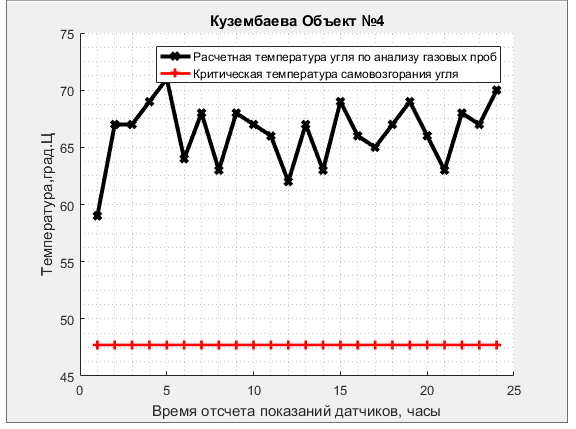 Кузембаева Объект №4
Расчетная температура угля по анализу газовых проб
Критическая температура самовозгорания угля
Температура,град.Ц
75
70
65
60
55
50
45
0 5 10 15 20 25
Время отсчета показаний датчиков, часы